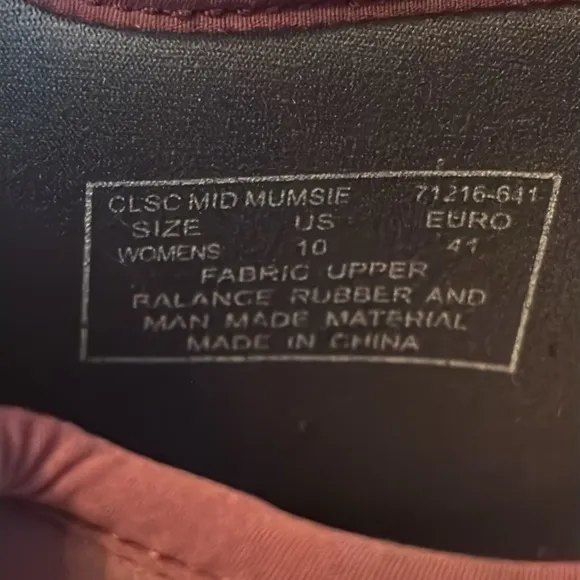 CLSC MID MUMSIE 71216-641
SIZE US EURO
WOMENS 10 41
FABRIC UPPER
BALANCE RUBBER AND
MAN MADE MATERIAL
MADE IN CHINA